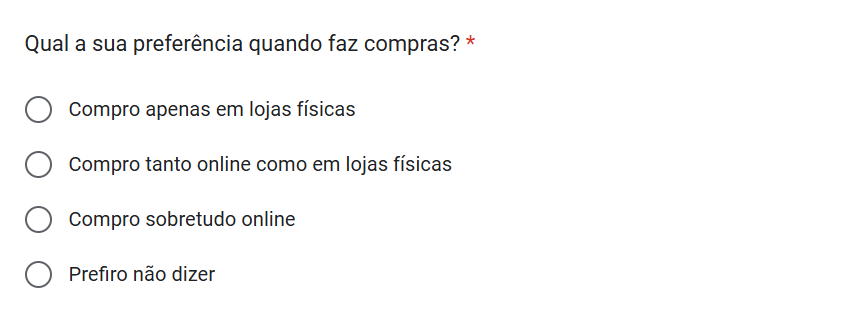 Qual a sua preferência quando faz compras? *
Compro apenas em lojas físicas
Compro tanto online como em lojas físicas
Compro sobretudo online
Prefiro não dizer